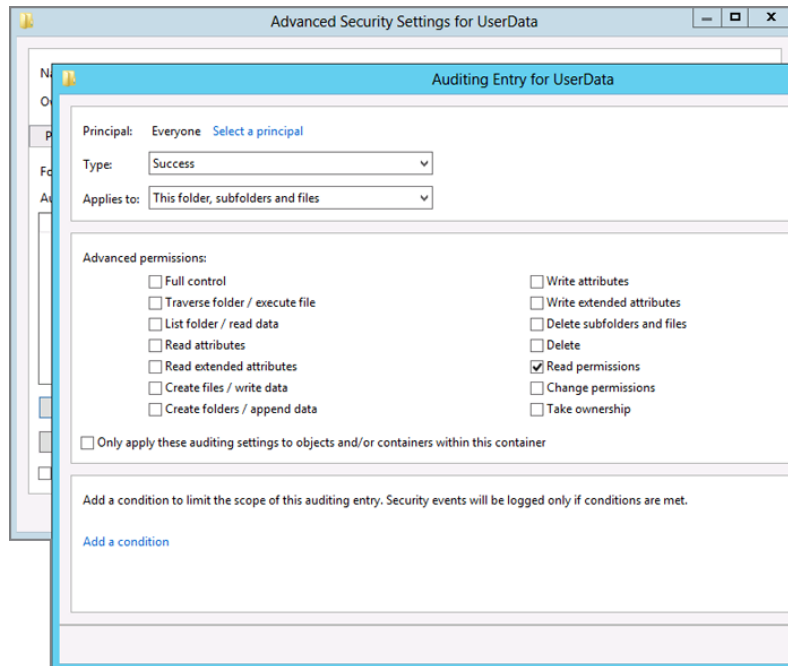 Advanced Security Settings for UserData
Auditing Entry for UserData
Principal: Everyone Select a principal
Type: Success
Applies to: This folder, subfolders and files
Advanced permissions:
Full control Write attributes
Traverse folder / execute file Write extended attributes
List folder / read data Delete subfolders and files
Read attributes Delete
Read extended attributes Read permissions
Create files / write data Change permissions
Create folders / append data Take ownership
Only apply these auditing settings to objects and/or containers within this container
Add a condition to limit the scope of this auditing entry. Security events will be logged only if conditions are met.
Add a condition